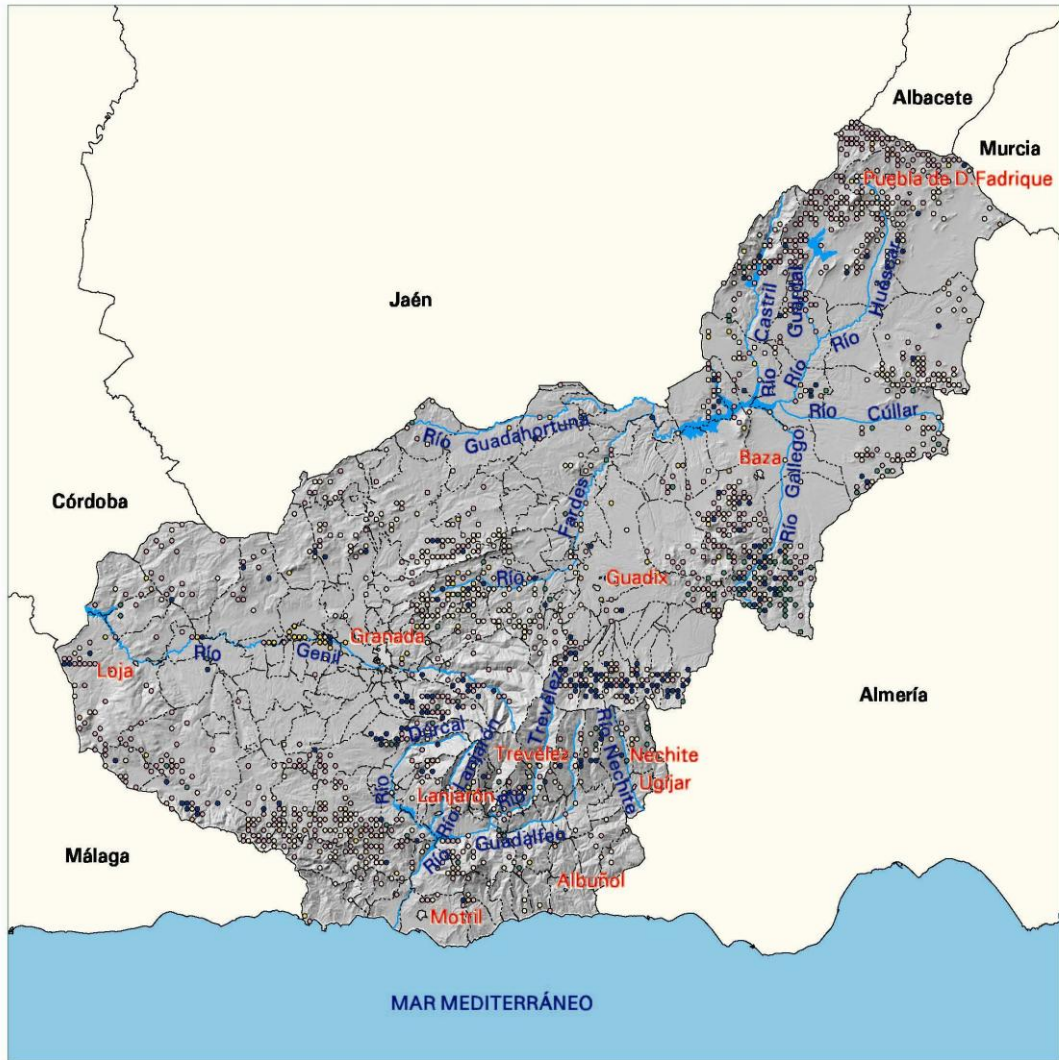 Albacete
Murcia
Puebla de D.Fadrique
Jaén
Río Castril
Río Guardal
Río Huéscar
Río Guadahortuna
Río Cúllar
Baza
Río Gallego
Río Fardes
Córdoba
Guadix
Granada
Río Genil
Loja
Almería
Río Dúrcal
Río Lanjarón
Río Trevélez
Trevélez
Río Nechite
Nechite
Ugíjar
Lanjarón
Río Guadalfeo
Málaga
Albuñol
Motril
MAR MEDITERRÁNEO